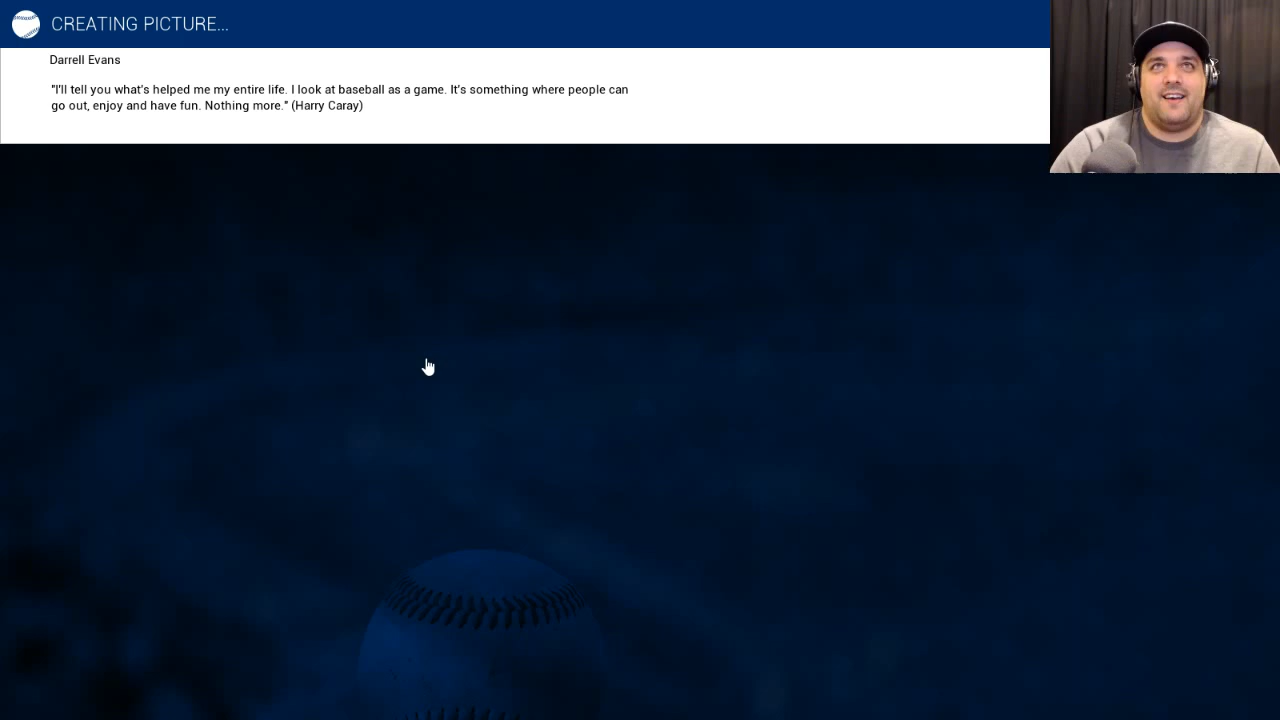 CREATING PICTURE...
Darrell Evans
"I'll tell you what's helped me my entire life. I look at baseball as a game. It's something where people can
go out, enjoy and have fun. Nothing more." (Harry Caray)